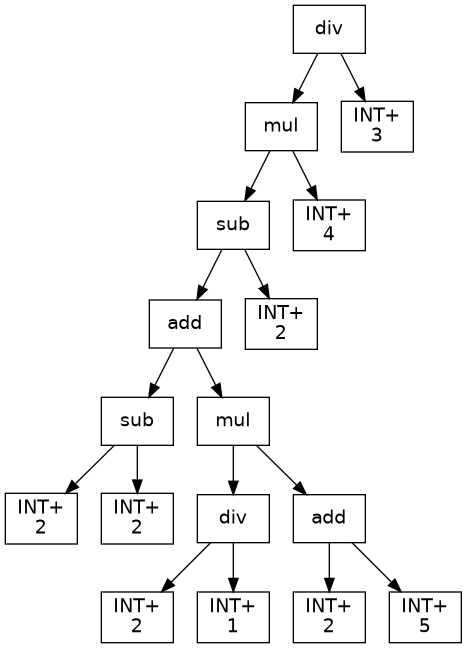 div
mul
INT+
3
sub
INT+
4
add
INT+
2
sub
mul
INT+
2
INT+
2
div
add
INT+
2
INT+
1
INT+
2
INT+
5